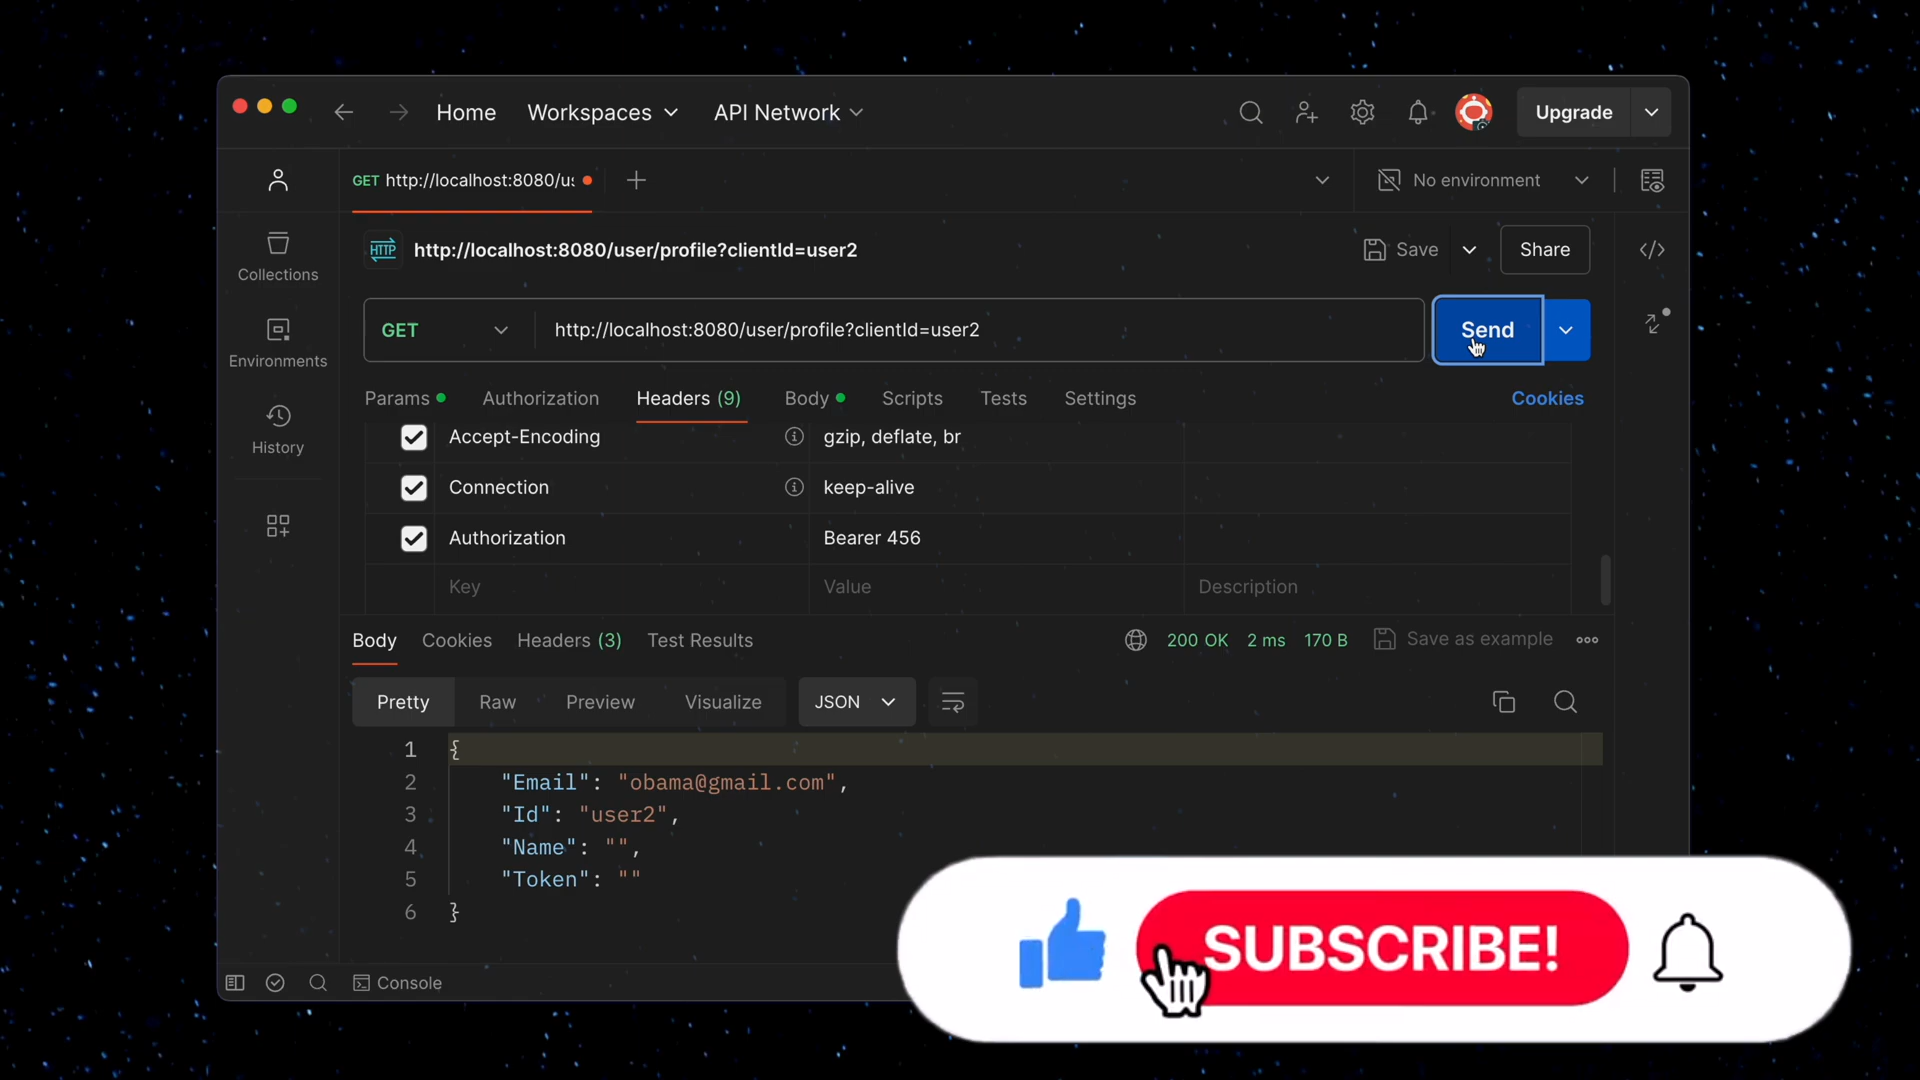 Home Workspaces API Network Upgrade
GET http://localhost:8080/us No environment
HTTP http://localhost:8080/user/profile?clientId=user2 Save Share
Collections
Environments
History
GET http://localhost:8080/user/profile?clientId=user2 Send
Params Authorization Headers (9) Body Scripts Tests Settings Cookies
Accept-Encoding gzip, deflate, br
Connection keep-alive
Authorization Bearer 456
Key Value Description
Body Cookies Headers (3) Test Results 200 OK 2 ms 170 B Save as example
Pretty Raw Preview Visualize JSON
1 {
2 "Email": "obama@gmail.com",
3 "Id": "user2",
4 "Name": "",
5 "Token": ""
6 }
Console
SUBSCRIBE!